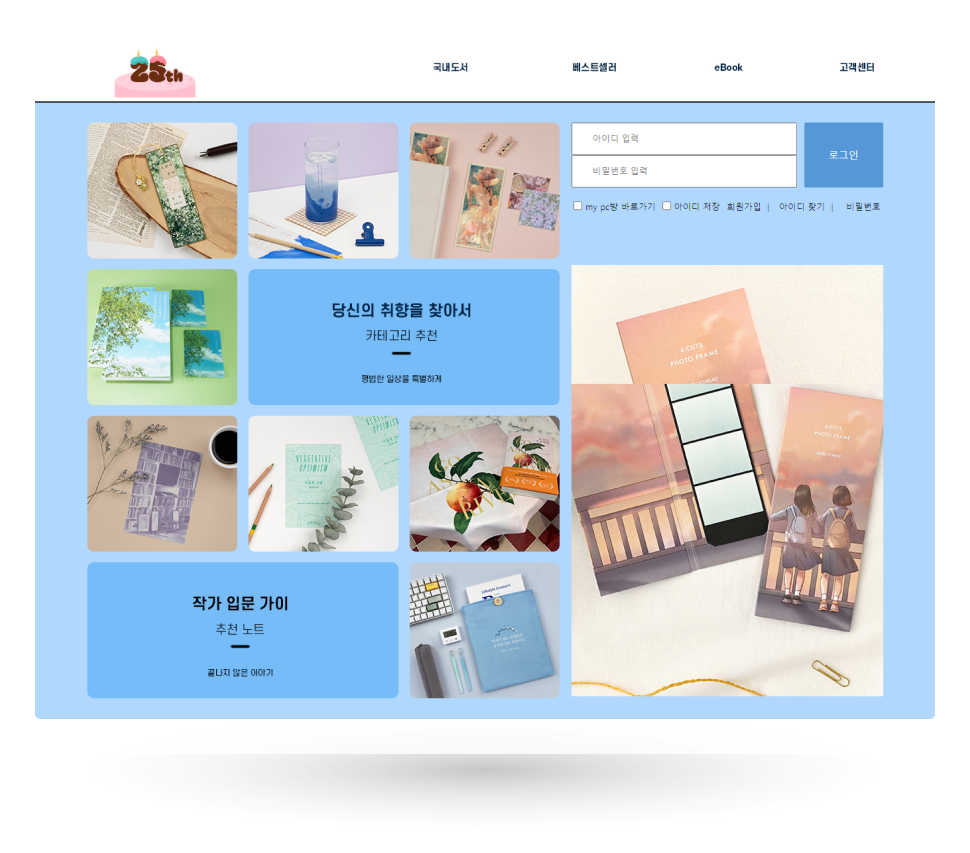 25th
국내도서
베스트셀러
eBook
고객센터
아이디 입력
비밀번호 입력
로그인
my pc방 바로가기
아이디 저장
회원가입 |
아이디 찾기 |
비밀번호
당신의 취향을 찾아서
카테고리 추천
평범한 일상을 특별하게
4·CUTS
PHOTO FRAME
4·CUTS
PHOTO FRAME
VEGETATIVE
OPTIMISM
VEGETATIVE
OPTIMISM
작가 입문 가이
추천 노트
끝나지 않은 이야기